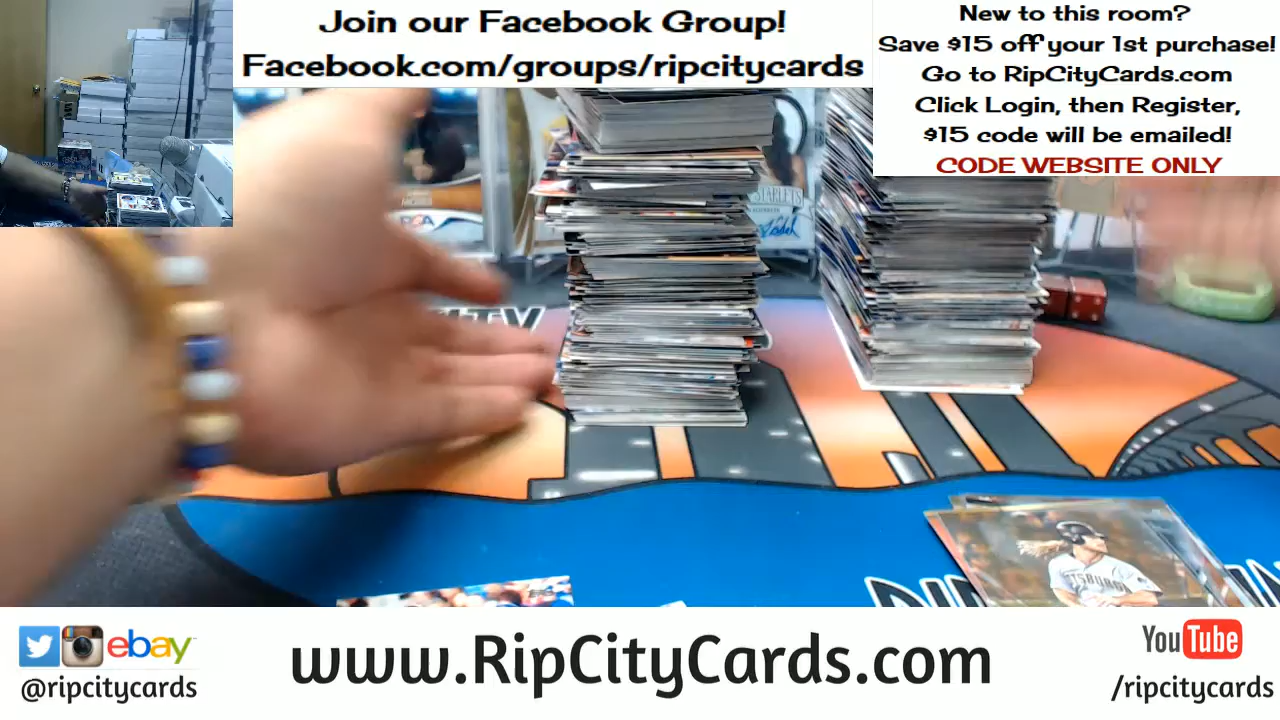 Join our Facebook Group!
Facebook.com/groups/ripcitycards
New to this room?
Save $15 off your 1st purchase!
Go to RipCityCards.com
Click Login, then Register,
$15 code will be emailed!
CODE WEBSITE ONLY
STARLETS
ITTSBURG
ebay
@ripcitycards
www.RipCityCards.com
YouTube
/ripcitycards